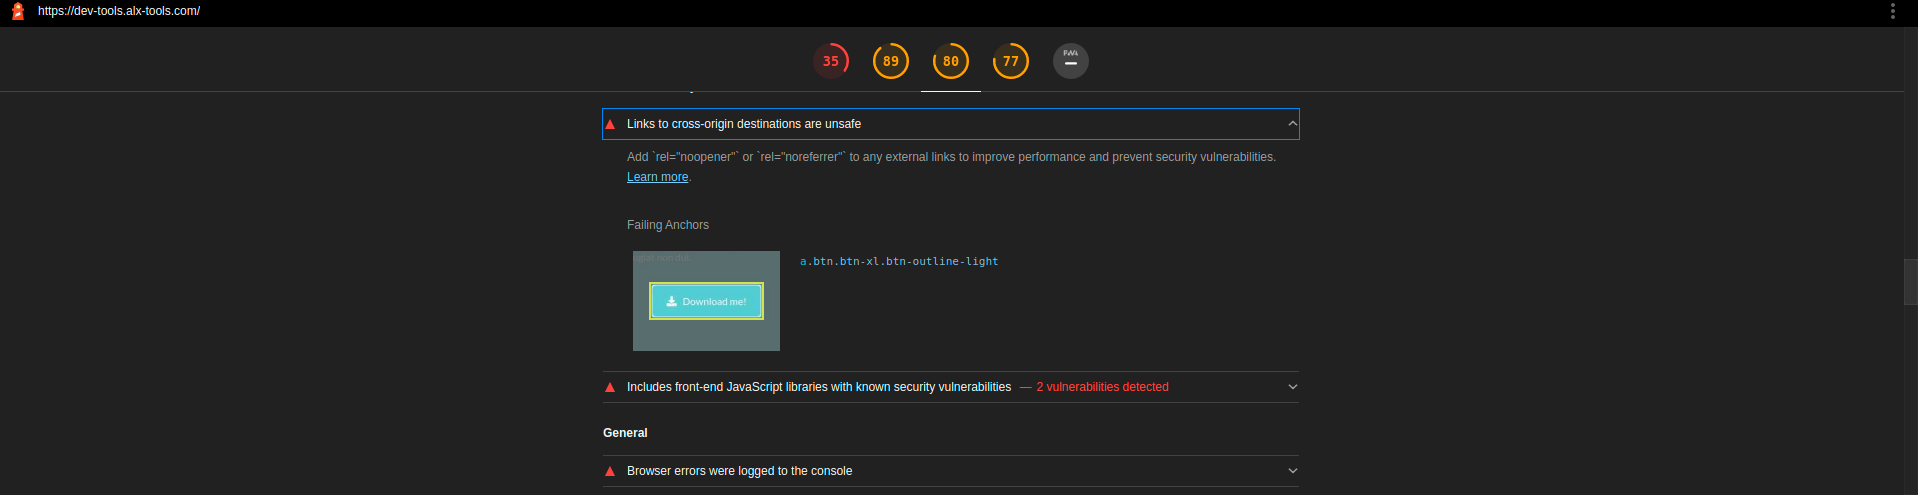 https://dev-tools.alx-tools.com/
35
89
80
77
PWA
Links to cross-origin destinations are unsafe
Add `rel="noopener"` or `rel="noreferrer"` to any external links to improve performance and prevent security vulnerabilities.
Learn more.
Failing Anchors
non dui.
Download me!
a.btn.btn-xl.btn-outline-light
Includes front-end JavaScript libraries with known security vulnerabilities — 2 vulnerabilities detected
General
Browser errors were logged to the console